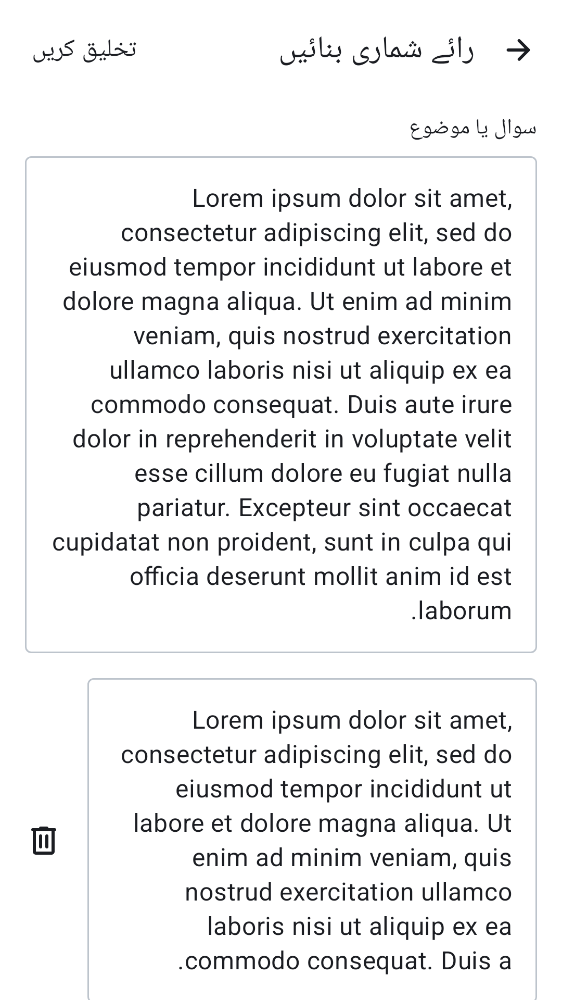 رائے شماری بنائیں
تخلیق کریں
سوال یا موضوع
Lorem ipsum dolor sit amet,
consectetur adipiscing elit, sed do
eiusmod tempor incididunt ut labore et
dolore magna aliqua. Ut enim ad minim
veniam, quis nostrud exercitation
ullamco laboris nisi ut aliquip ex ea
commodo consequat. Duis aute irure
dolor in reprehenderit in voluptate velit
esse cillum dolore eu fugiat nulla
pariatur. Excepteur sint occaecat
cupidatat non proident, sunt in culpa qui
officia deserunt mollit anim id est
laborum.
Lorem ipsum dolor sit amet,
consectetur adipiscing elit, sed do
eiusmod tempor incididunt ut
labore et dolore magna aliqua. Ut
enim ad minim veniam, quis
nostrud exercitation ullamco
laboris nisi ut aliquip ex ea
commodo consequat. Duis a.